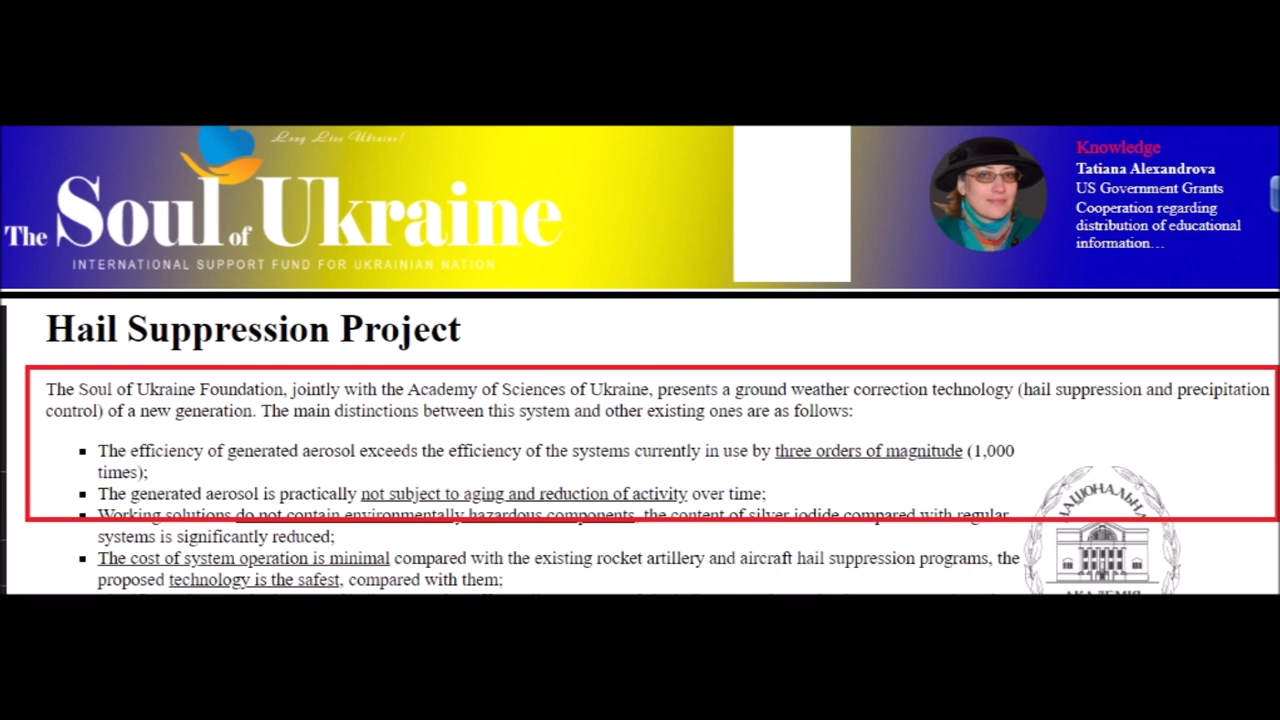 Long Live Ukraine!
The Soul of Ukraine
INTERNATIONAL SUPPORT FUND FOR UKRAINIAN NATION
Knowledge
Tatiana Alexandrova
US Government Grants
Cooperation regarding
distribution of educational
information…
Hail Suppression Project
The Soul of Ukraine Foundation, jointly with the Academy of Sciences of Ukraine, presents a ground weather correction technology (hail suppression and precipitation
control) of a new generation. The main distinctions between this system and other existing ones are as follows:
▪ The efficiency of generated aerosol exceeds the efficiency of the systems currently in use by three orders of magnitude (1,000
times);
▪ The generated aerosol is practically not subject to aging and reduction of activity over time;
▪ Working solutions do not contain environmentally hazardous components, the content of silver iodide compared with regular
systems is significantly reduced;
▪ The cost of system operation is minimal compared with the existing rocket artillery and aircraft hail suppression programs, the
proposed technology is the safest, compared with them;
НАЦІОНАЛЬНА
АКАДЕМІЯ